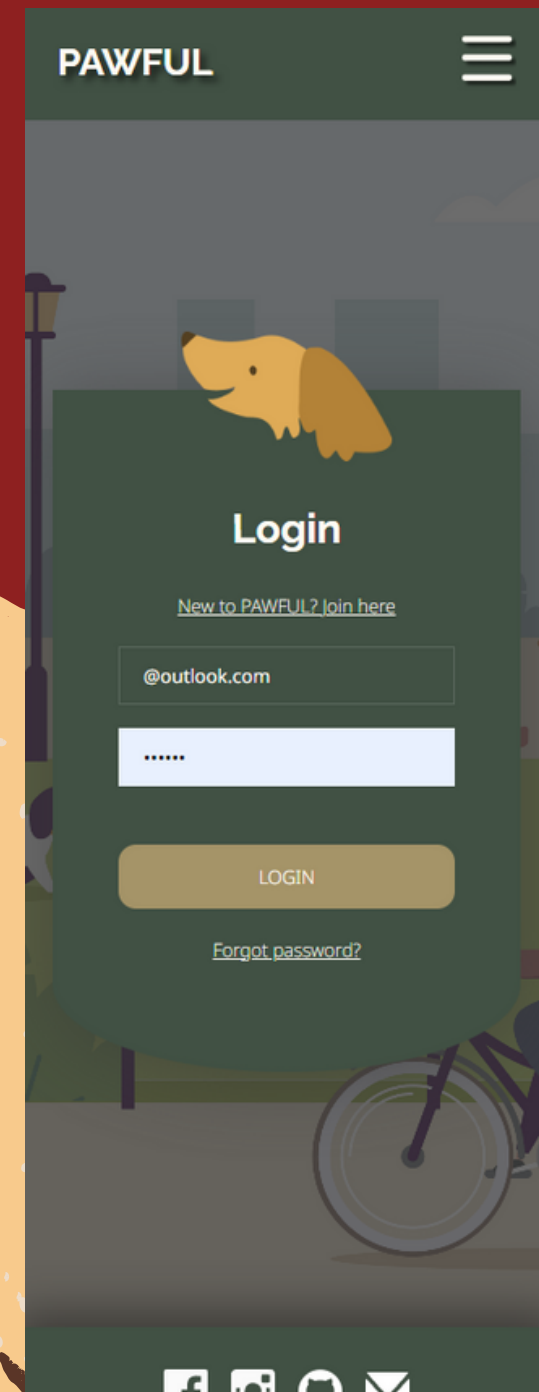 PAWFUL
Login
New to PAWFUL? Join here
@outlook.com
••••••
LOGIN
Forgot password?